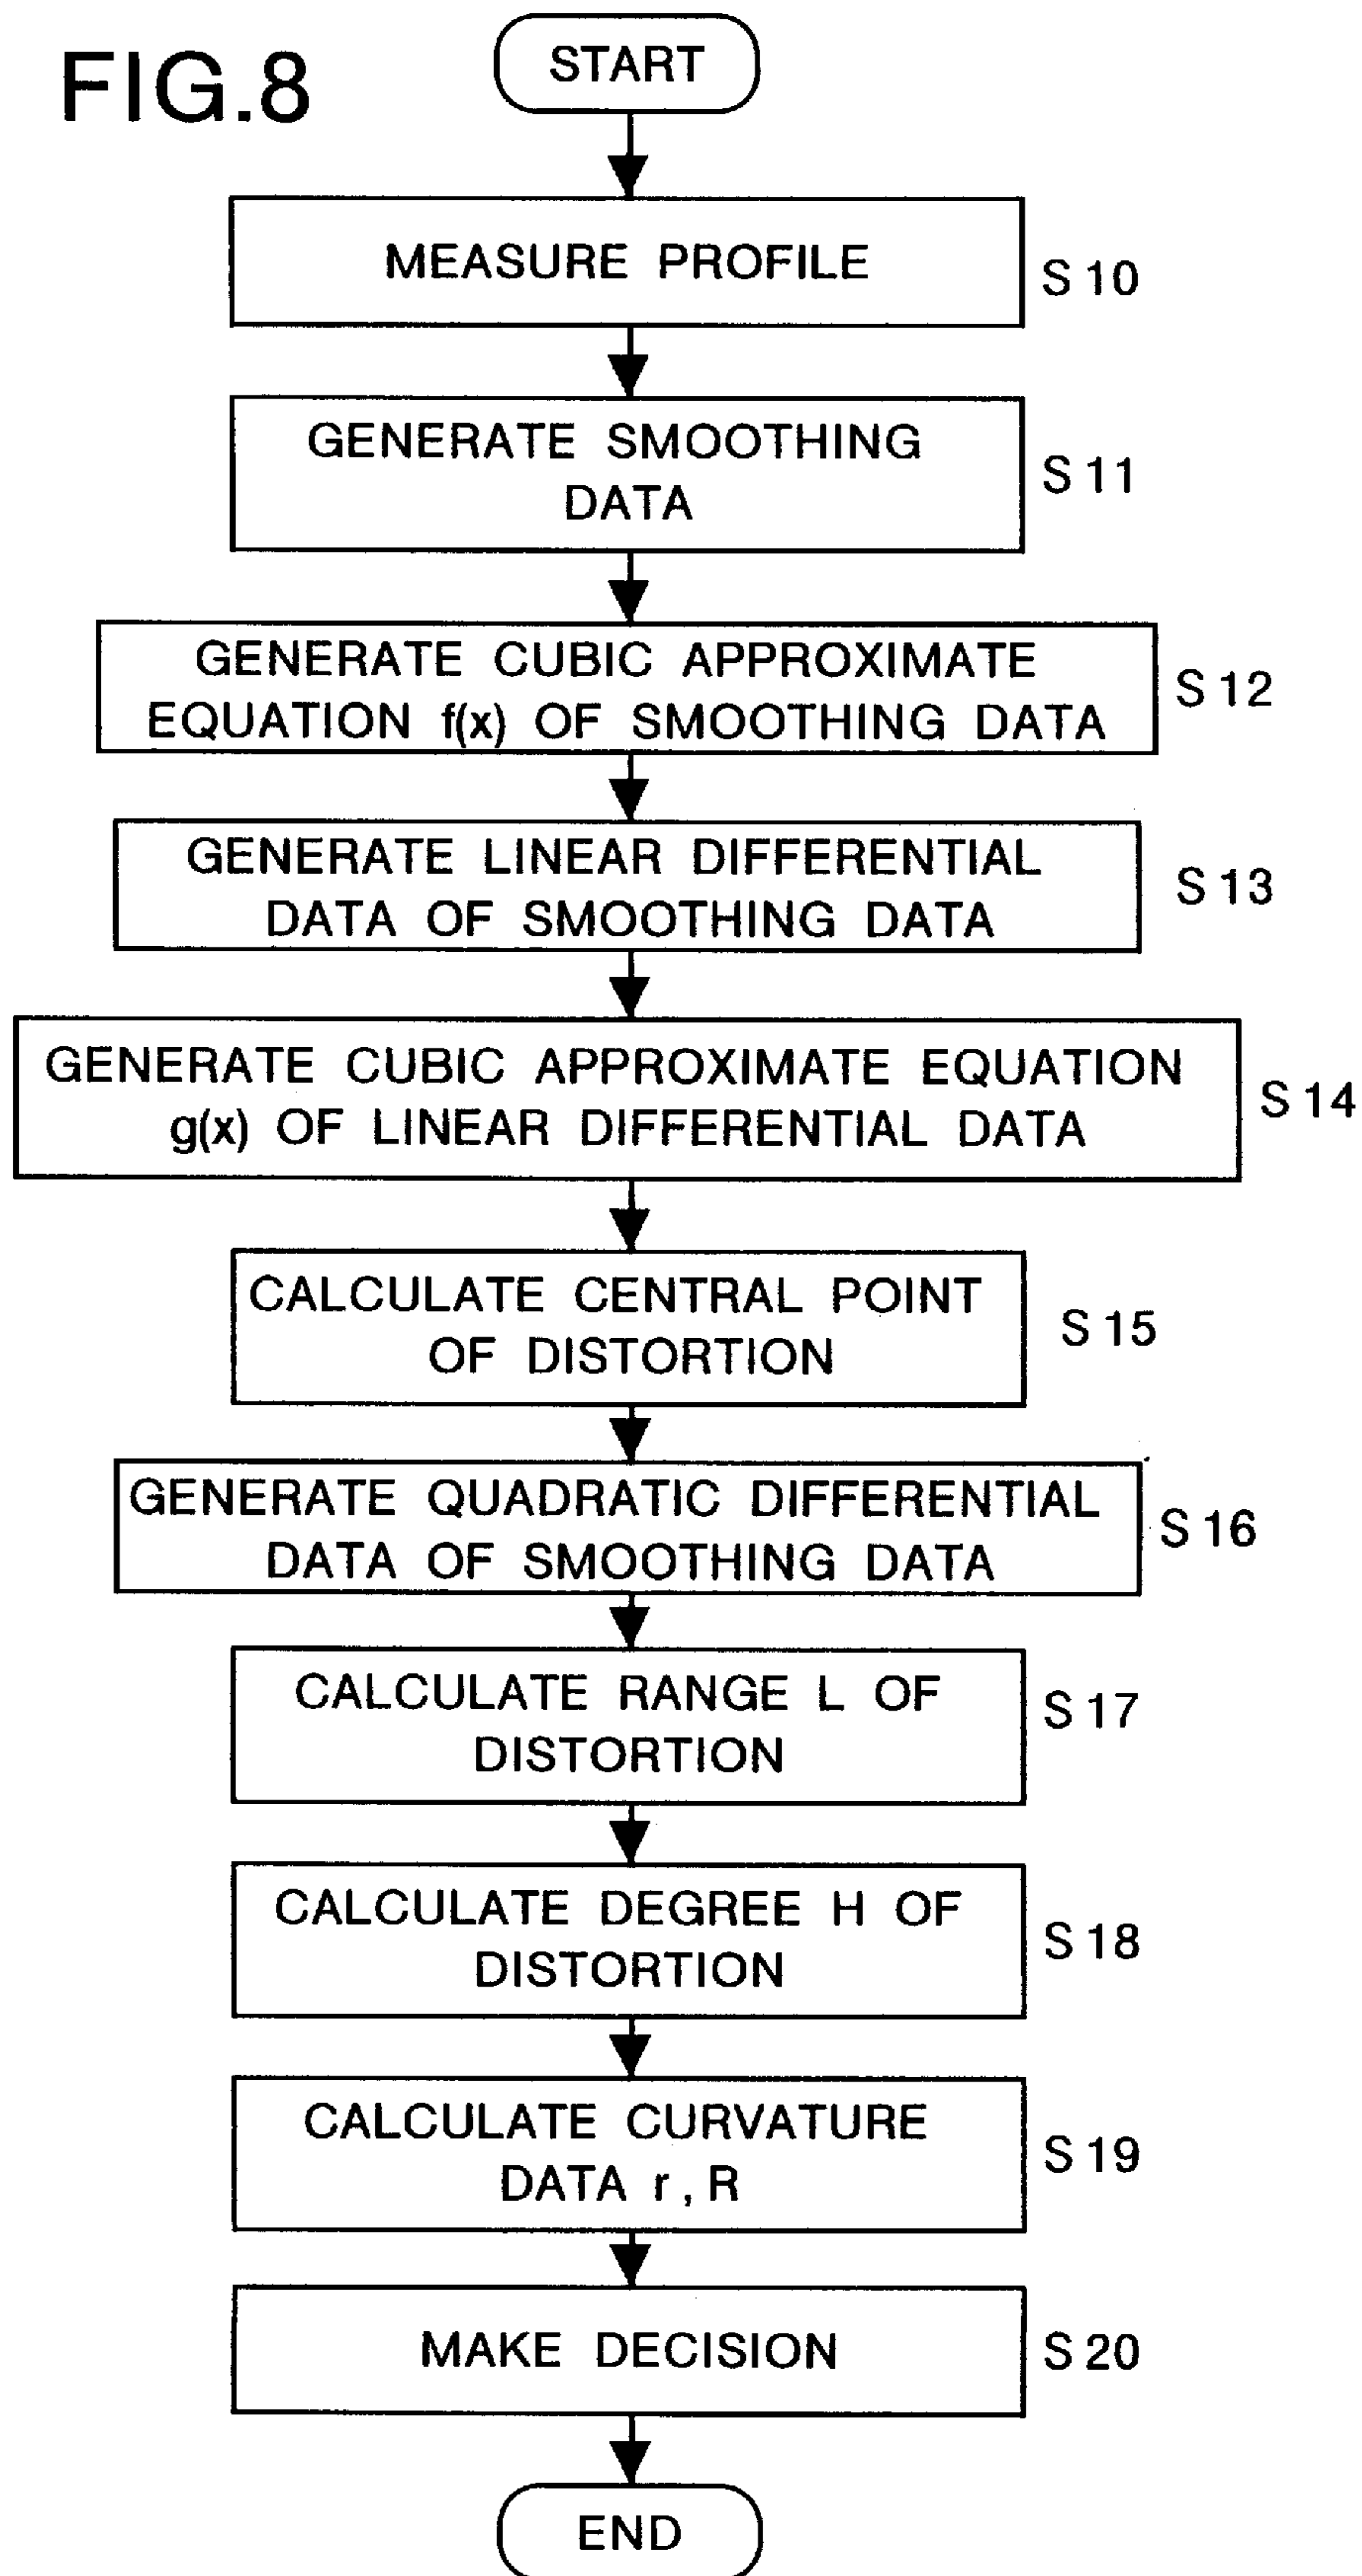 FIG.8
START
MEASURE PROFILE
S10
GENERATE SMOOTHING
DATA
S11
GENERATE CUBIC APPROXIMATE
EQUATION f(x) OF SMOOTHING DATA
S12
GENERATE LINEAR DIFFERENTIAL
DATA OF SMOOTHING DATA
S13
GENERATE CUBIC APPROXIMATE EQUATION
g(x) OF LINEAR DIFFERENTIAL DATA
S14
CALCULATE CENTRAL POINT
OF DISTORTION
S15
GENERATE QUADRATIC DIFFERENTIAL
DATA OF SMOOTHING DATA
S16
CALCULATE RANGE L OF
DISTORTION
S17
CALCULATE DEGREE H OF
DISTORTION
S18
CALCULATE CURVATURE
DATA r, R
S19
MAKE DECISION
S20
END